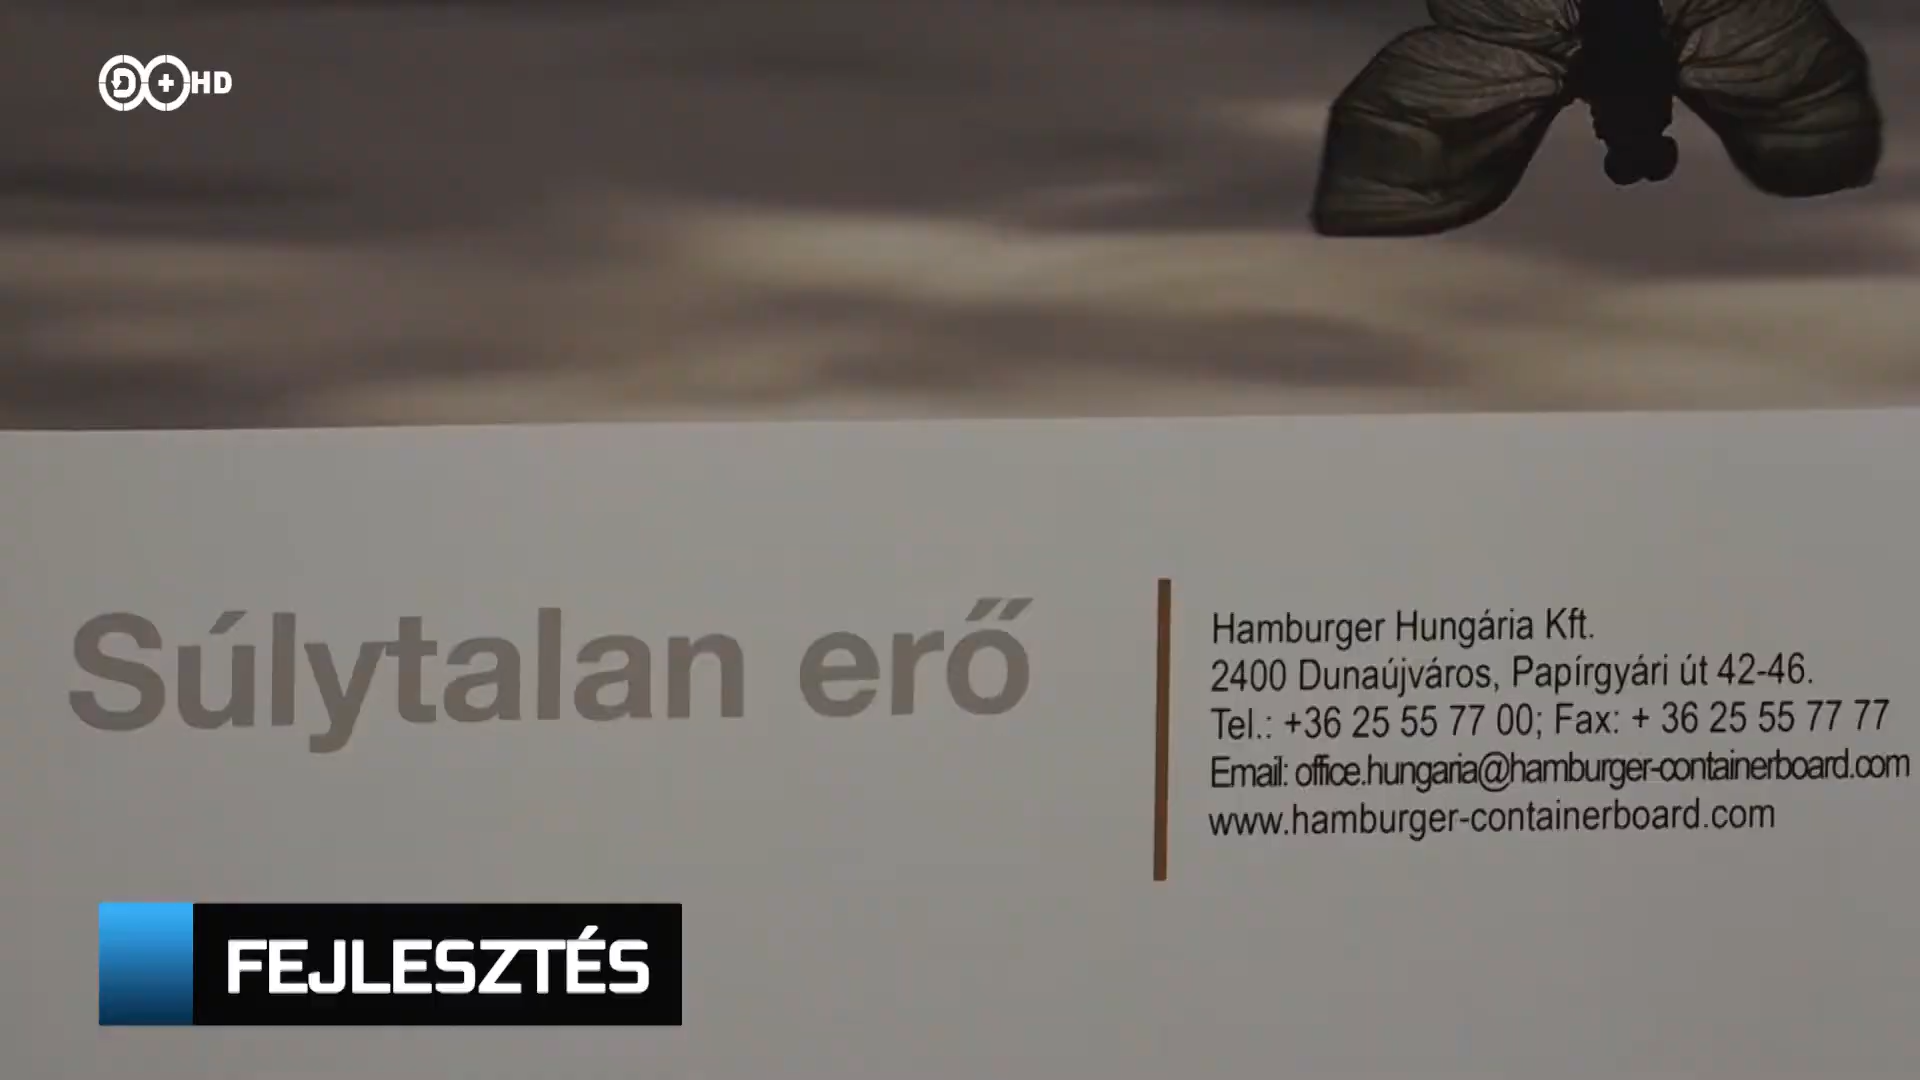 D+HD
Súlytalan erő
Hamburger Hungária Kft.
2400 Dunaújváros, Papírgyári út 42-46.
Tel.: +36 25 55 77 00; Fax: + 36 25 55 77 77
Email: office.hungaria@hamburger-containerboard.com
www.hamburger-containerboard.com
FEJLESZTÉS